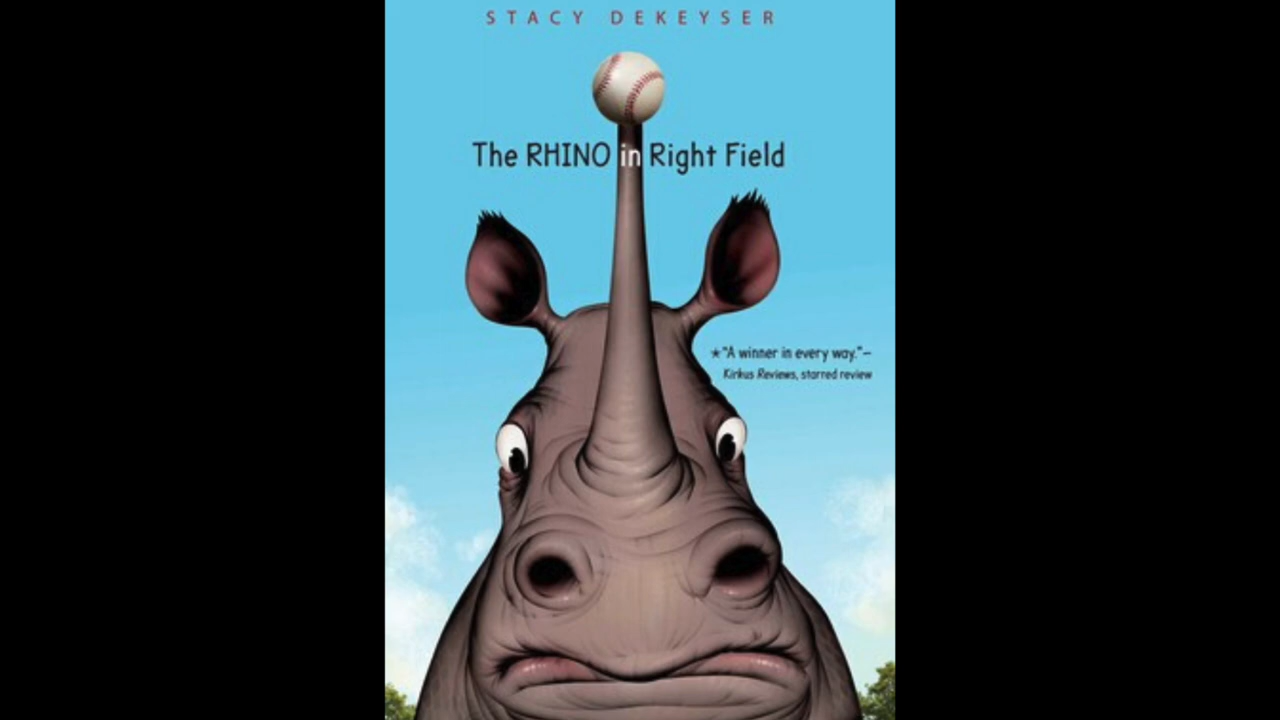 STACY DEKEYSER
The RHINO in Right Field
★"A winner in every way."—
Kirkus Reviews, starred review